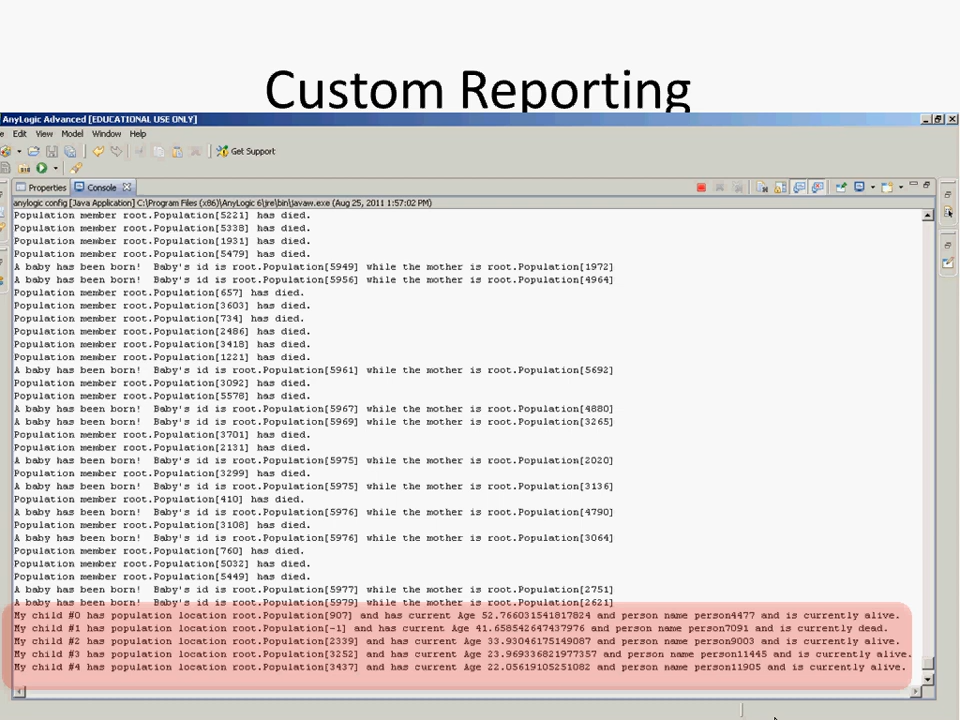 Custom Reporting
AnyLogic Advanced [EDUCATIONAL USE ONLY]
e Edit View Model Window Help
Get Support
Properties Console
anylogic config [Java Application] C:\Program Files (x86)\AnyLogic 6\jre\bin\javaw.exe (Aug 25, 2011 1:57:02 PM)
Population member root.Population[5221] has died.
Population member root.Population[5338] has died.
Population member root.Population[1931] has died.
Population member root.Population[5479] has died.
A baby has been born!  Baby's id is root.Population[5949] while the mother is root.Population[1972]
A baby has been born!  Baby's id is root.Population[5956] while the mother is root.Population[4964]
Population member root.Population[657] has died.
Population member root.Population[3603] has died.
Population member root.Population[734] has died.
Population member root.Population[2486] has died.
Population member root.Population[3418] has died.
Population member root.Population[1221] has died.
A baby has been born!  Baby's id is root.Population[5961] while the mother is root.Population[5692]
Population member root.Population[3092] has died.
Population member root.Population[5578] has died.
A baby has been born!  Baby's id is root.Population[5967] while the mother is root.Population[4880]
A baby has been born!  Baby's id is root.Population[5969] while the mother is root.Population[3265]
Population member root.Population[3701] has died.
Population member root.Population[2131] has died.
A baby has been born!  Baby's id is root.Population[5975] while the mother is root.Population[2020]
Population member root.Population[3299] has died.
A baby has been born!  Baby's id is root.Population[5975] while the mother is root.Population[3136]
Population member root.Population[410] has died.
A baby has been born!  Baby's id is root.Population[5976] while the mother is root.Population[4790]
Population member root.Population[3108] has died.
A baby has been born!  Baby's id is root.Population[5976] while the mother is root.Population[3064]
Population member root.Population[760] has died.
Population member root.Population[5032] has died.
Population member root.Population[5449] has died.
A baby has been born!  Baby's id is root.Population[5977] while the mother is root.Population[2751]
A baby has been born!  Baby's id is root.Population[5979] while the mother is root.Population[2621]
My child #0 has population location root.Population[907] and has current Age 52.766031541817824 and person name person4477 and is currently alive.
My child #1 has population location root.Population[-1] and has current Age 41.6585426474379​76 and person name person7091 and is currently dead.
My child #2 has population location root.Population[2339] and has current Age 33.93046175149087 and person name person9003 and is currently alive.
My child #3 has population location root.Population[3252] and has current Age 23.969336821977357 and person name person11445 and is currently alive.
My child #4 has population location root.Population[3437] and has current Age 22.05619105251082 and person name person11905 and is currently alive.